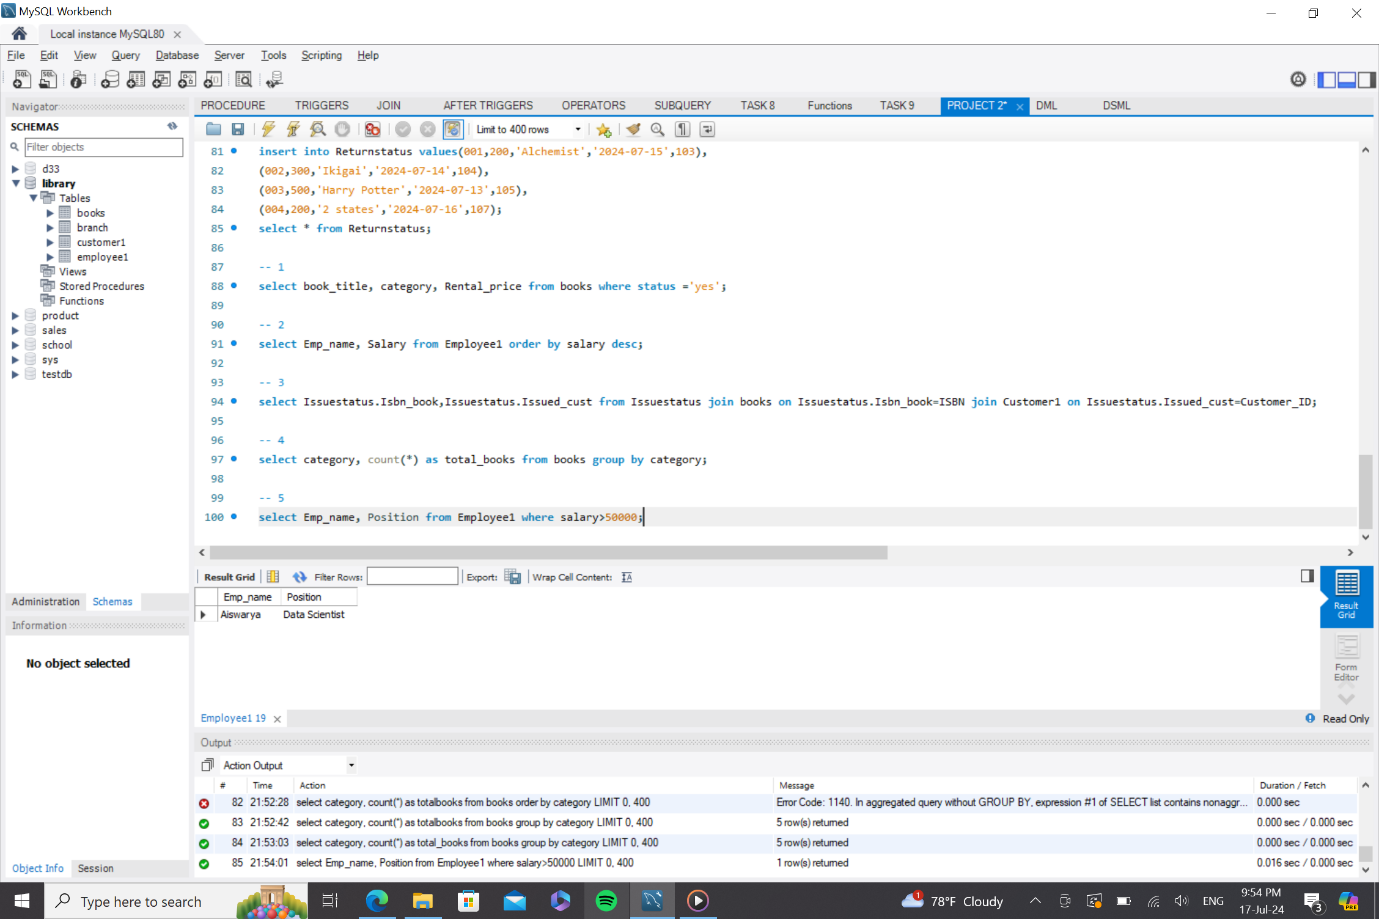 MySQL Workbench
Local instance MySQL80
File Edit View Query Database Server Tools Scripting Help
Navigator
SCHEMAS
Filter objects
d33
library
Tables
books
branch
customer1
employee1
Views
Stored Procedures
Functions
product
sales
school
sys
testdb
Administration Schemas
Information
No object selected
Object Info Session
PROCEDURE TRIGGERS JOIN AFTER TRIGGERS OPERATORS SUBQUERY TASK 8 Functions TASK 9 PROJECT 2* DML DSML
Limit to 400 rows
81 insert into Returnstatus values(001,200,'Alchemist','2024-07-15',103),
82 (002,300,'Ikigai','2024-07-14',104),
83 (003,500,'Harry Potter','2024-07-13',105),
84 (004,200,'2 states','2024-07-16',107);
85 select * from Returnstatus;
86
87 -- 1
88 select book_title, category, Rental_price from books where status ='yes';
89
90 -- 2
91 select Emp_name, Salary from Employee1 order by salary desc;
92
93 -- 3
94 select Issuestatus.Isbn_book,Issuestatus.Issued_cust from Issuestatus join books on Issuestatus.Isbn_book=ISBN join Customer1 on Issuestatus.Issued_cust=Customer_ID;
95
96 -- 4
97 select category, count(*) as total_books from books group by category;
98
99 -- 5
100 select Emp_name, Position from Employee1 where salary>50000;
Result Grid Filter Rows: Export: Wrap Cell Content:
Emp_name Position
Aiswarya Data Scientist
Result Grid
Form Editor
Employee1 19
Read Only
Output
Action Output
# Time Action Message Duration / Fetch
82 21:52:28 select category, count(*) as totalbooks from books order by category LIMIT 0, 400 Error Code: 1140. In aggregated query without GROUP BY, expression #1 of SELECT list contains nonaggr... 0.000 sec
83 21:52:42 select category, count(*) as totalbooks from books group by category LIMIT 0, 400 5 row(s) returned 0.000 sec / 0.000 sec
84 21:53:03 select category, count(*) as total_books from books group by category LIMIT 0, 400 5 row(s) returned 0.000 sec / 0.000 sec
85 21:54:01 select Emp_name, Position from Employee1 where salary>50000 LIMIT 0, 400 1 row(s) returned 0.016 sec / 0.000 sec
Type here to search
1
78°F Cloudy
ENG
9:54 PM
17-Jul-24
3
PRE